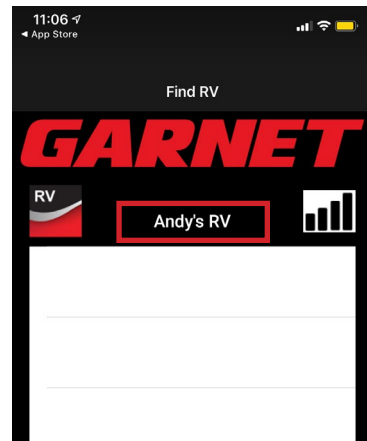 11:06
◄ App Store
Find RV
GARNET
RV
Andy's RV